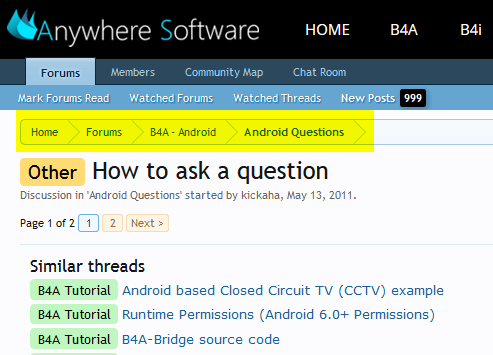 Anywhere Software HOME B4A B4i
Forums Members Community Map Chat Room
Mark Forums Read Watched Forums Watched Threads New Posts 999
Home Forums B4A - Android Android Questions
Other How to ask a question
Discussion in 'Android Questions' started by kickaha, May 13, 2011.
Page 1 of 2 1 2 Next >
Similar threads
B4A Tutorial Android based Closed Circuit TV (CCTV) example
B4A Tutorial Runtime Permissions (Android 6.0+ Permissions)
B4A Tutorial B4A-Bridge source code